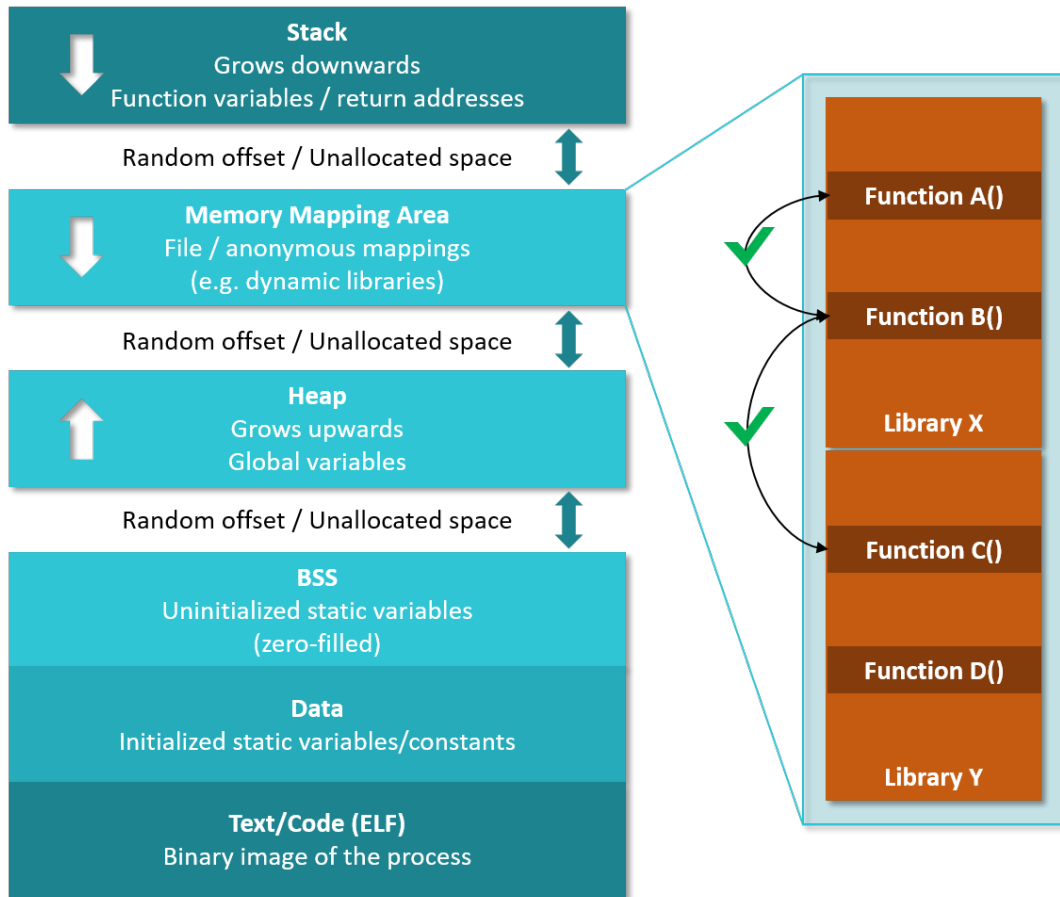 Stack
Grows downwards
Function variables / return addresses
Random offset / Unallocated space
Memory Mapping Area
File / anonymous mappings
(e.g. dynamic libraries)
Random offset / Unallocated space
Heap
Grows upwards
Global variables
Random offset / Unallocated space
BSS
Uninitialized static variables
(zero-filled)
Data
Initialized static variables/constants
Text/Code (ELF)
Binary image of the process
Function A()
Function B()
Library X
Function C()
Function D()
Library Y